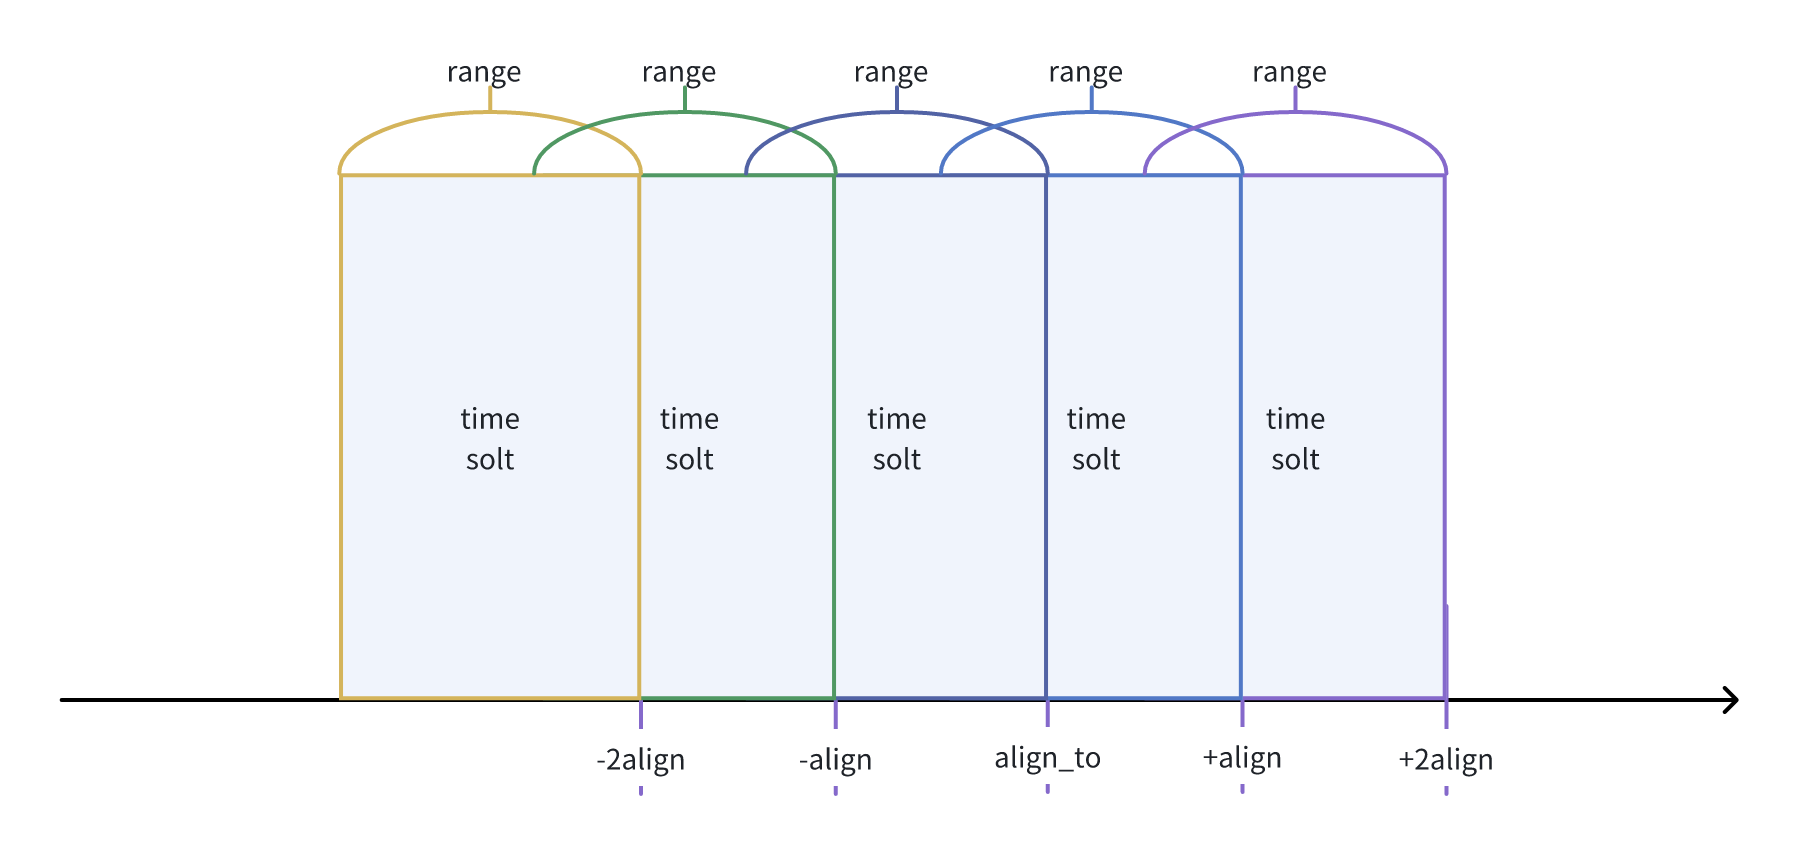 range range range range range
time time time time time
solt solt solt solt solt
-2align -align align_to +align +2align